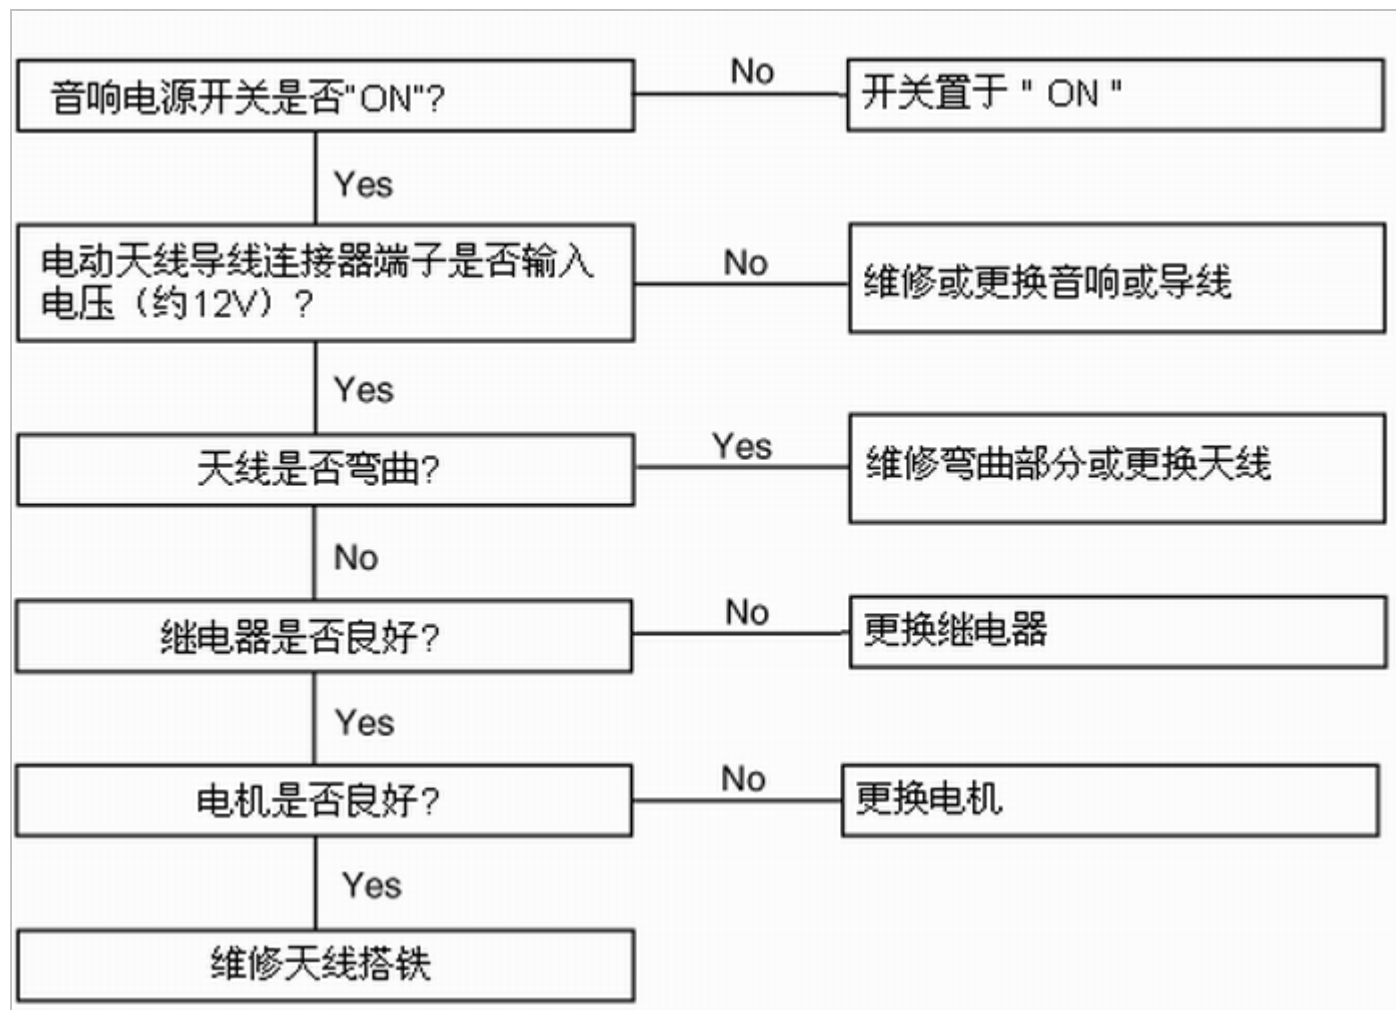 音响电源开关是否"ON"?
No
开关置于 " ON "
Yes
电动天线导线连接器端子是否输入
电压（约12V）?
No
维修或更换音响或导线
Yes
天线是否弯曲?
Yes
维修弯曲部分或更换天线
No
继电器是否良好?
No
更换继电器
Yes
电机是否良好?
No
更换电机
Yes
维修天线搭铁